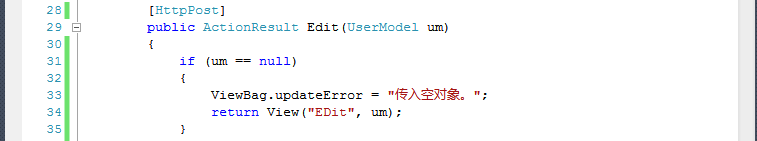 28 [HttpPost]
29 public ActionResult Edit(UserModel um)
30 {
31 if (um == null)
32 {
33 ViewBag.updateError = "传入空对象。";
34 return View("EDit", um);
35 }